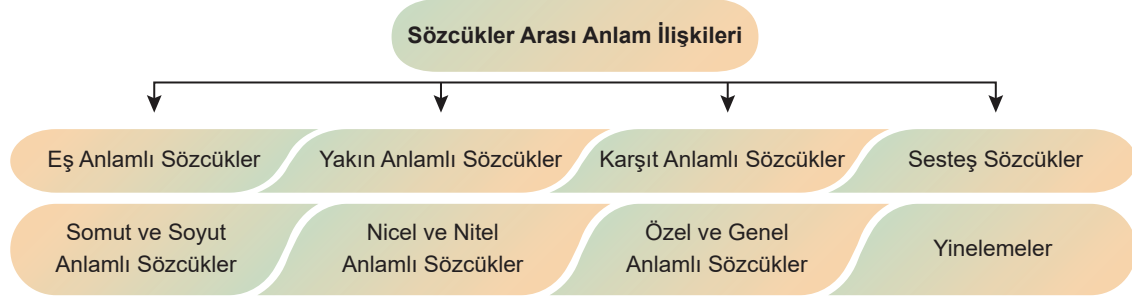 Sözcükler Arası Anlam İlişkileri
Eş Anlamlı Sözcükler
Yakın Anlamlı Sözcükler
Karşıt Anlamlı Sözcükler
Sesteş Sözcükler
Somut ve Soyut
Anlamlı Sözcükler
Nicel ve Nitel
Anlamlı Sözcükler
Özel ve Genel
Anlamlı Sözcükler
Yinelemeler